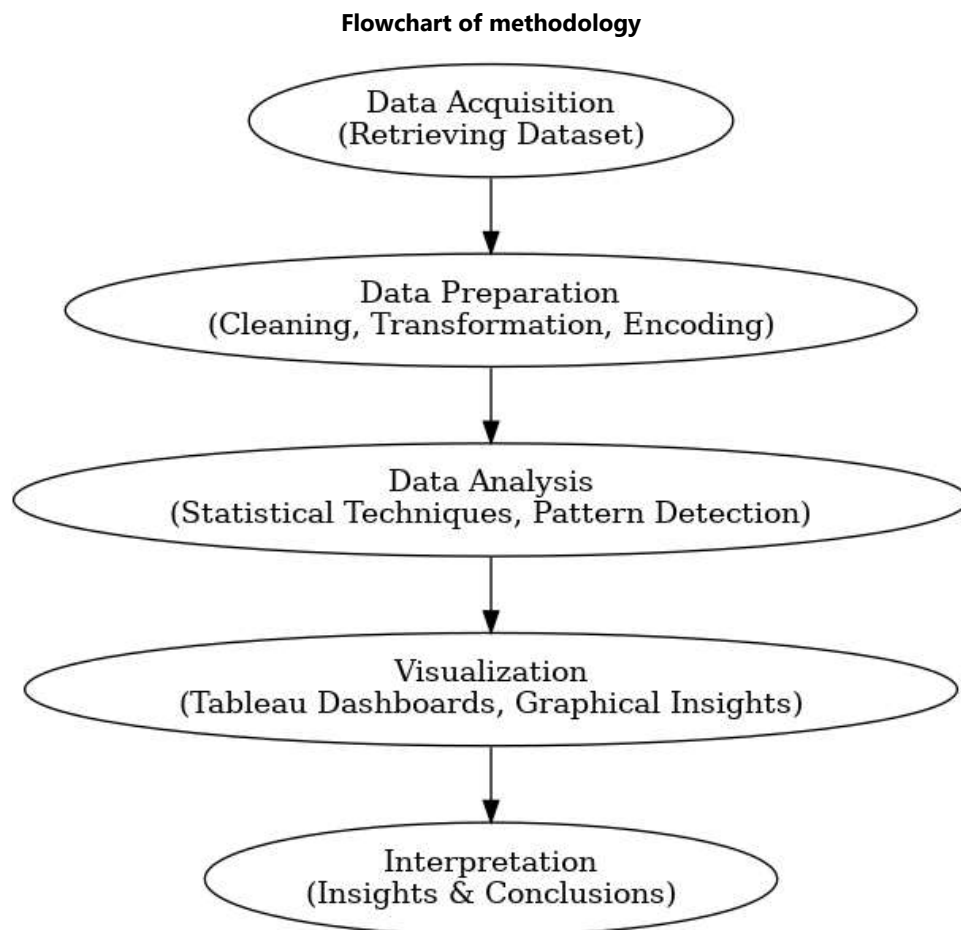 Flowchart of methodology
Data Acquisition
(Retrieving Dataset)
Data Preparation
(Cleaning, Transformation, Encoding)
Data Analysis
(Statistical Techniques, Pattern Detection)
Visualization
(Tableau Dashboards, Graphical Insights)
Interpretation
(Insights & Conclusions)